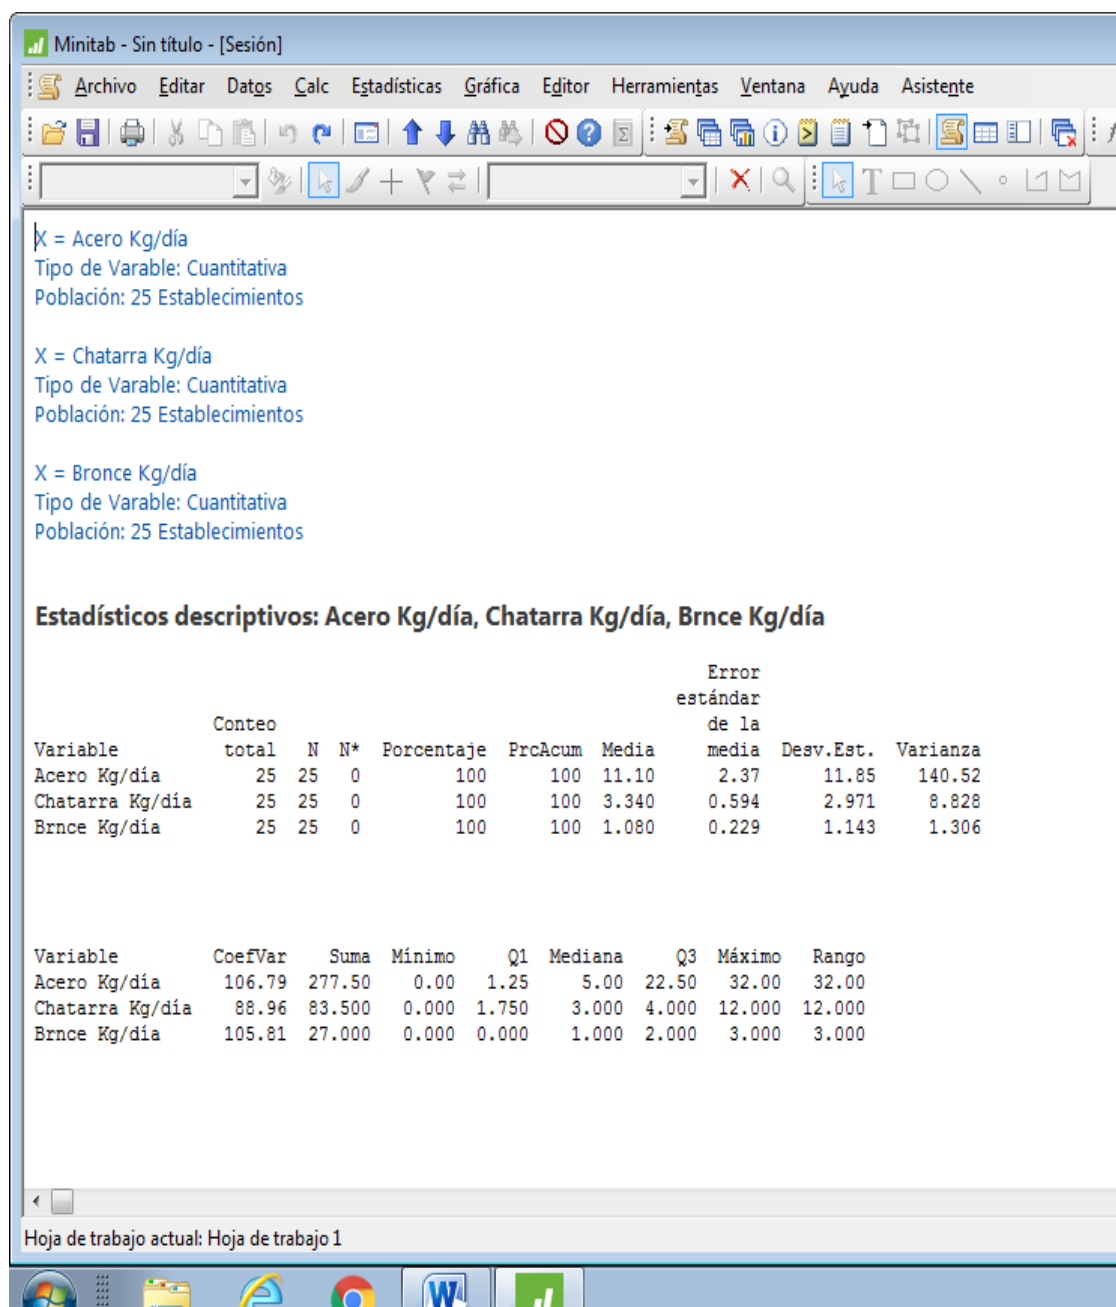 Minitab - Sin título - [Sesión]
Archivo Editar Datos Calc Estadísticas Gráfica Editor Herramientas Ventana Ayuda Asistente
X = Acero Kg/día
Tipo de Varable: Cuantitativa
Población: 25 Establecimientos
X = Chatarra Kg/día
Tipo de Varable: Cuantitativa
Población: 25 Establecimientos
X = Bronce Kg/día
Tipo de Varable: Cuantitativa
Población: 25 Establecimientos
Estadísticos descriptivos: Acero Kg/día, Chatarra Kg/día, Brnce Kg/día
Error
estándar
Conteo de la
Variable total N N* Porcentaje PrcAcum Media media Desv.Est. Varianza
Acero Kg/día 25 25 0 100 100 11.10 2.37 11.85 140.52
Chatarra Kg/día 25 25 0 100 100 3.340 0.594 2.971 8.828
Brnce Kg/día 25 25 0 100 100 1.080 0.229 1.143 1.306
Variable CoefVar Suma Mínimo Q1 Mediana Q3 Máximo Rango
Acero Kg/día 106.79 277.50 0.00 1.25 5.00 22.50 32.00 32.00
Chatarra Kg/día 88.96 83.500 0.000 1.750 3.000 4.000 12.000 12.000
Brnce Kg/día 105.81 27.000 0.000 0.000 1.000 2.000 3.000 3.000
Hoja de trabajo actual: Hoja de trabajo 1